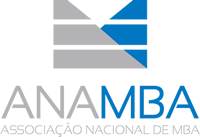 ANAMBA
ASSOCIAÇÃO NACIONAL DE MBA